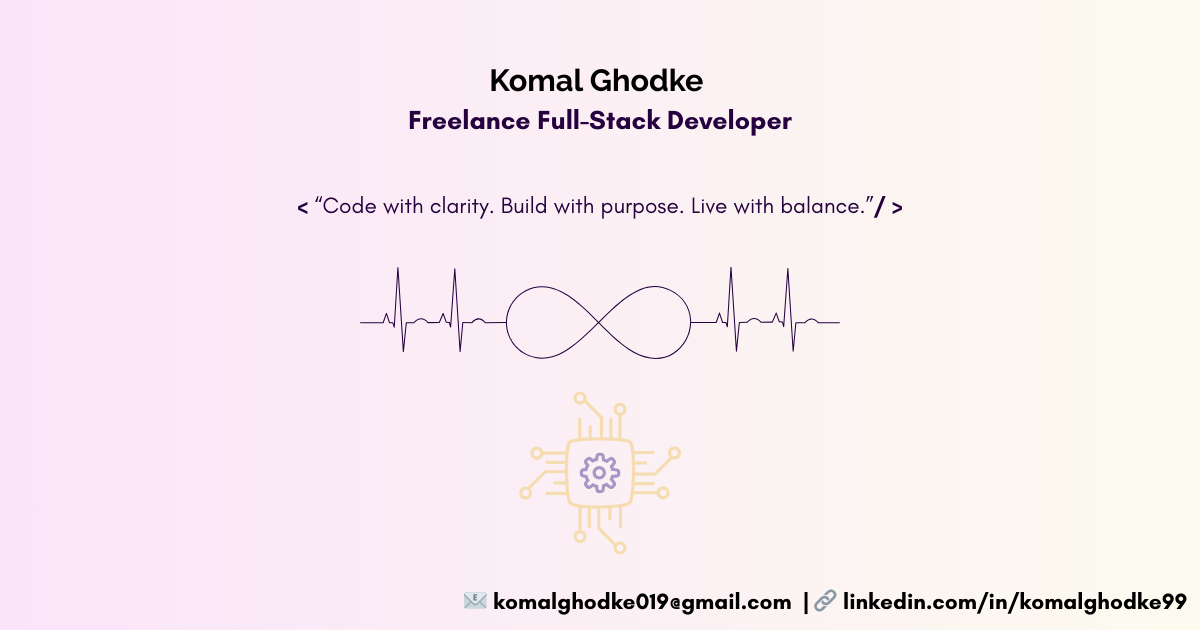 Komal Ghodke
Freelance Full-Stack Developer
< “Code with clarity. Build with purpose. Live with balance.”/ >
komalghodke019@gmail.com | linkedin.com/in/komalghodke99